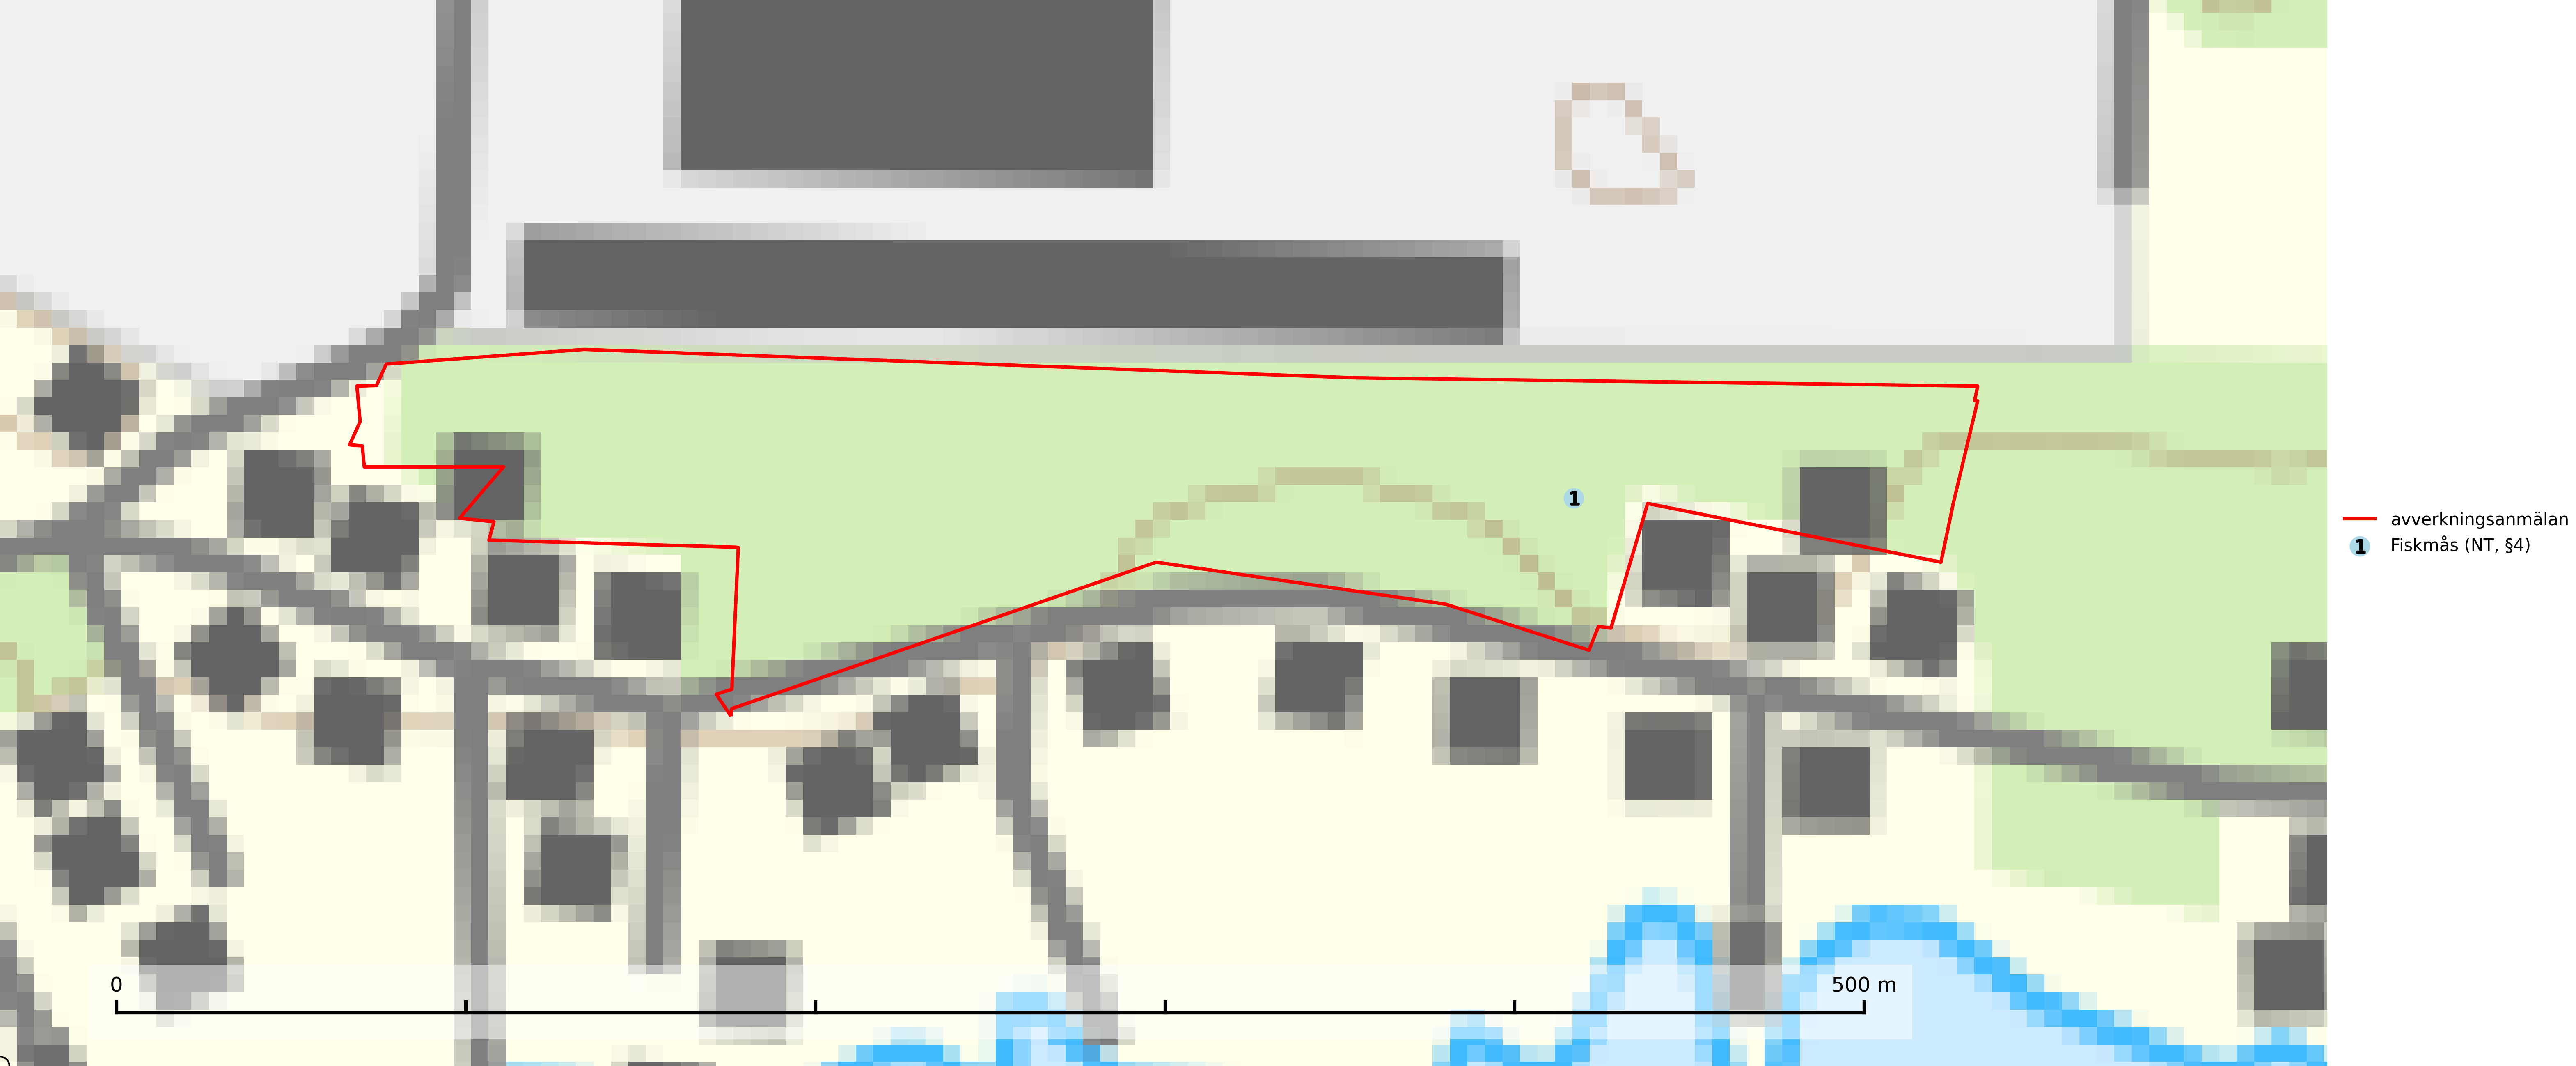 1
avverkningsanmälan
1 Fiskmås (NT, §4)
0 500 m